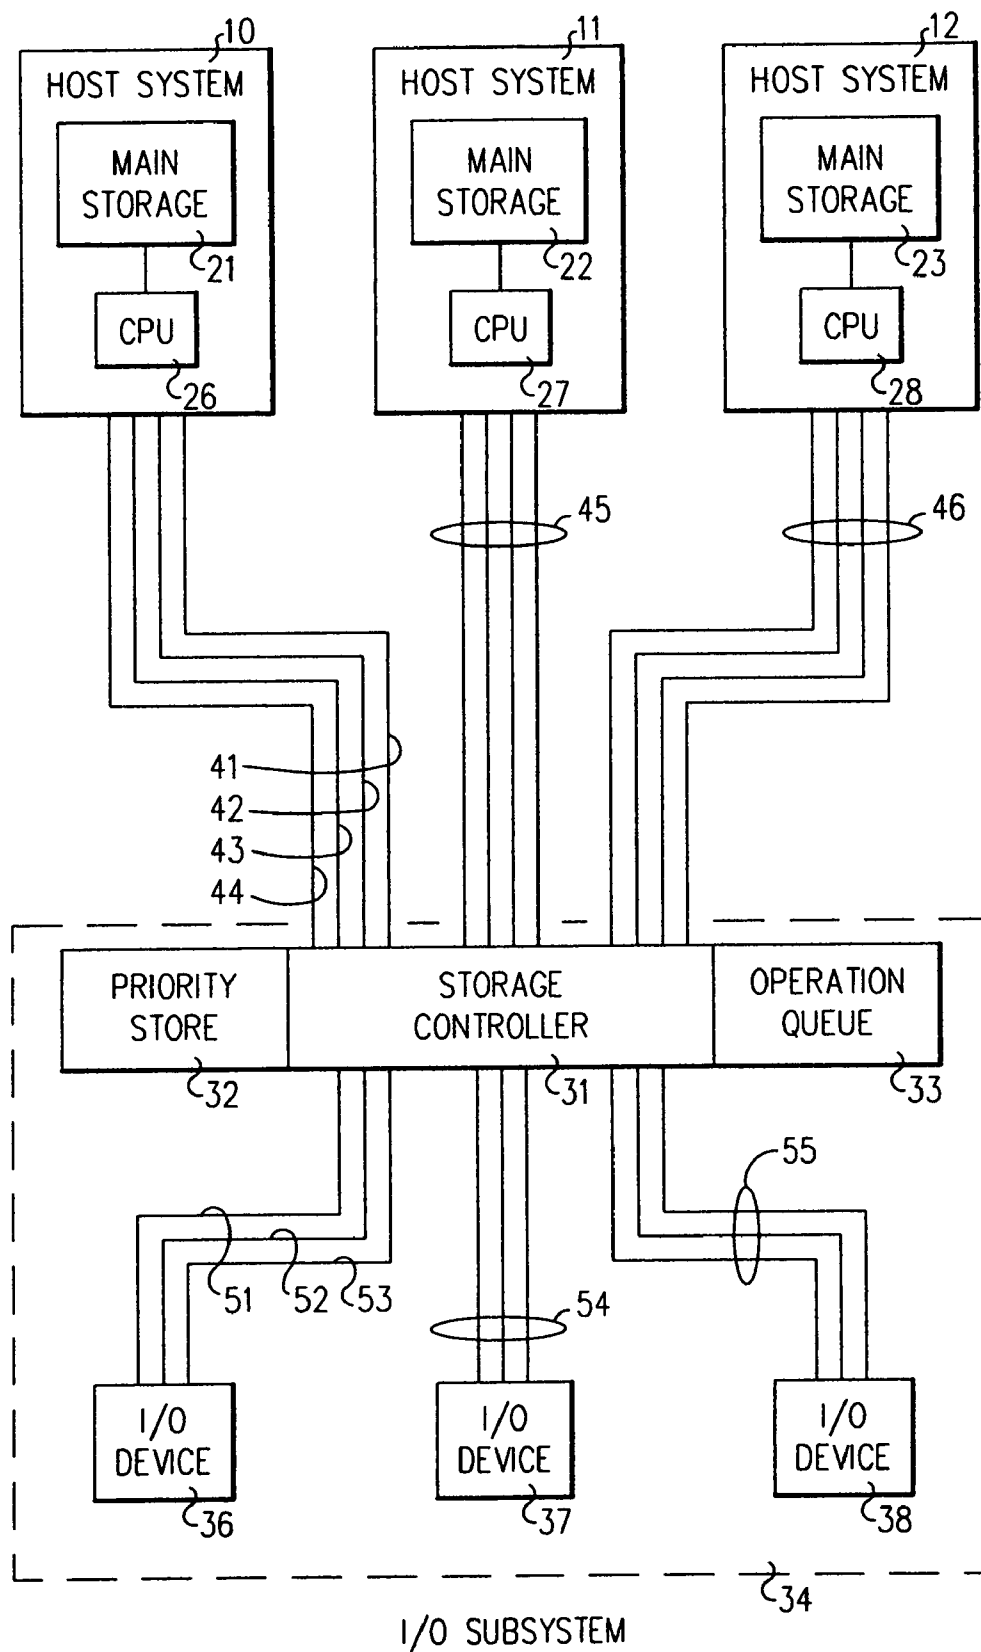 10
11
12
HOST SYSTEM
HOST SYSTEM
HOST SYSTEM
MAIN
STORAGE
MAIN
STORAGE
MAIN
STORAGE
21
22
23
CPU
CPU
CPU
26
27
28
45
46
41
42
43
44
PRIORITY
STORE
STORAGE
CONTROLLER
OPERATION
QUEUE
32
31
33
55
51
52
53
54
I/O
DEVICE
I/O
DEVICE
I/O
DEVICE
36
37
38
34
I/O SUBSYSTEM